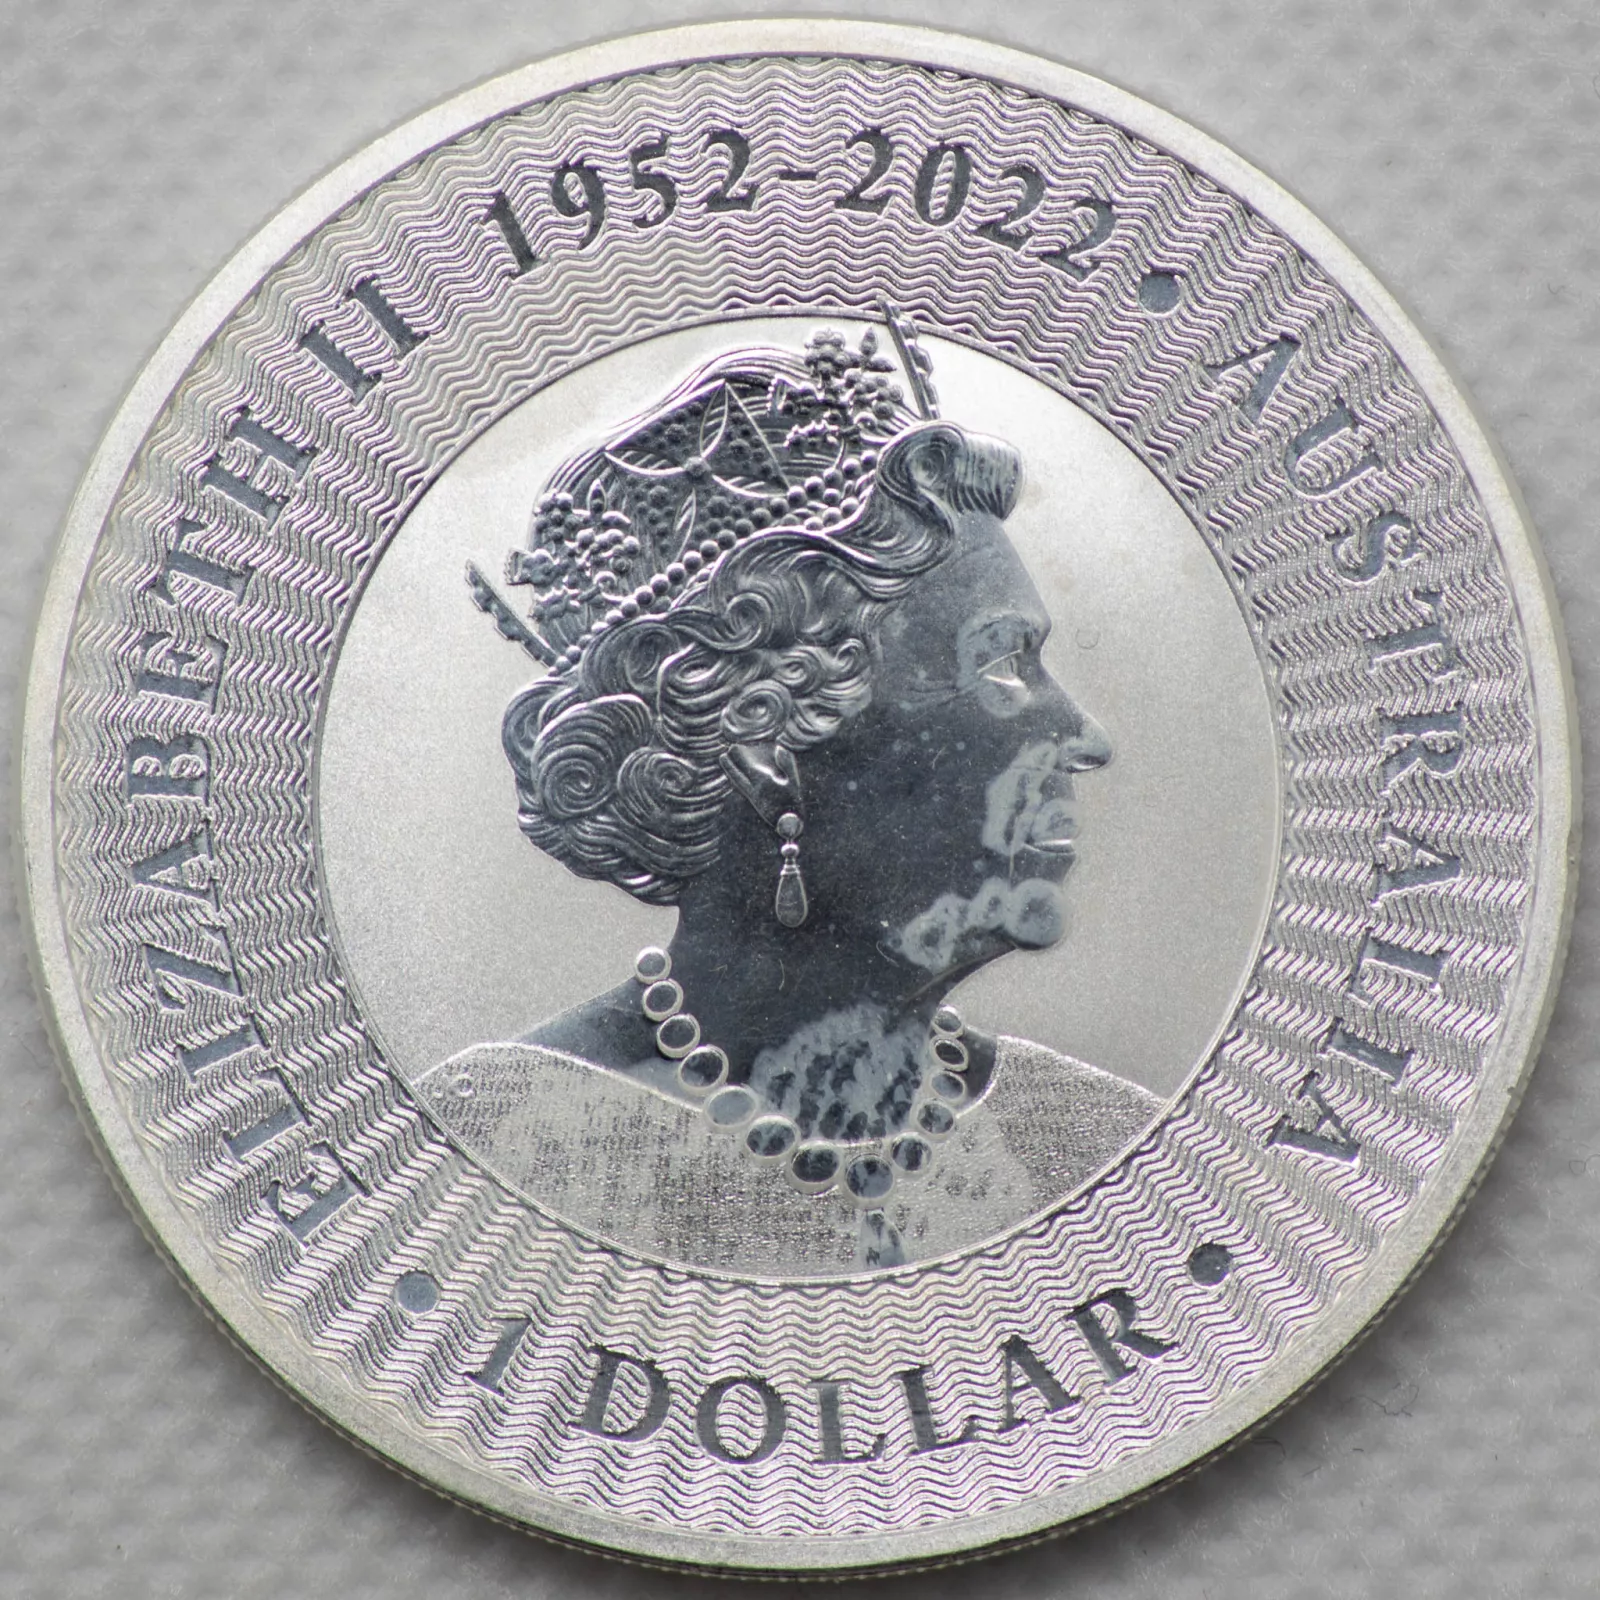 ELIZABETH II 1952-2022 • AUSTRALIA
• 1 DOLLAR •